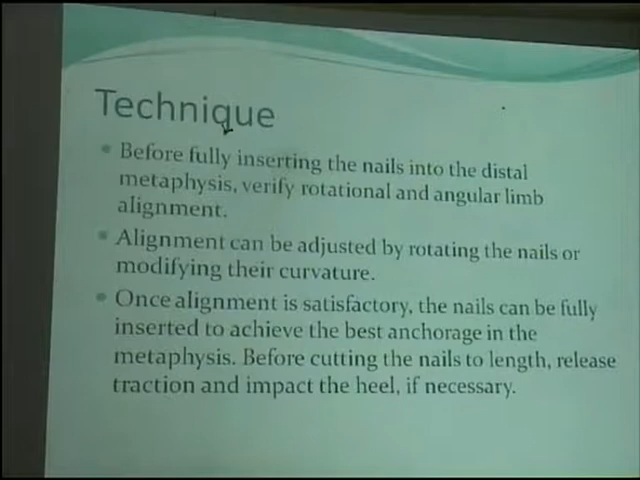 Technique
Before fully inserting the nails into the distal
metaphysis, verify rotational and angular limb
alignment.
Alignment can be adjusted by rotating the nails or
modifying their curvature.
Once alignment is satisfactory, the nails can be fully
inserted to achieve the best anchorage in the
metaphysis. Before cutting the nails to length, release
traction and impact the heel, if necessary.